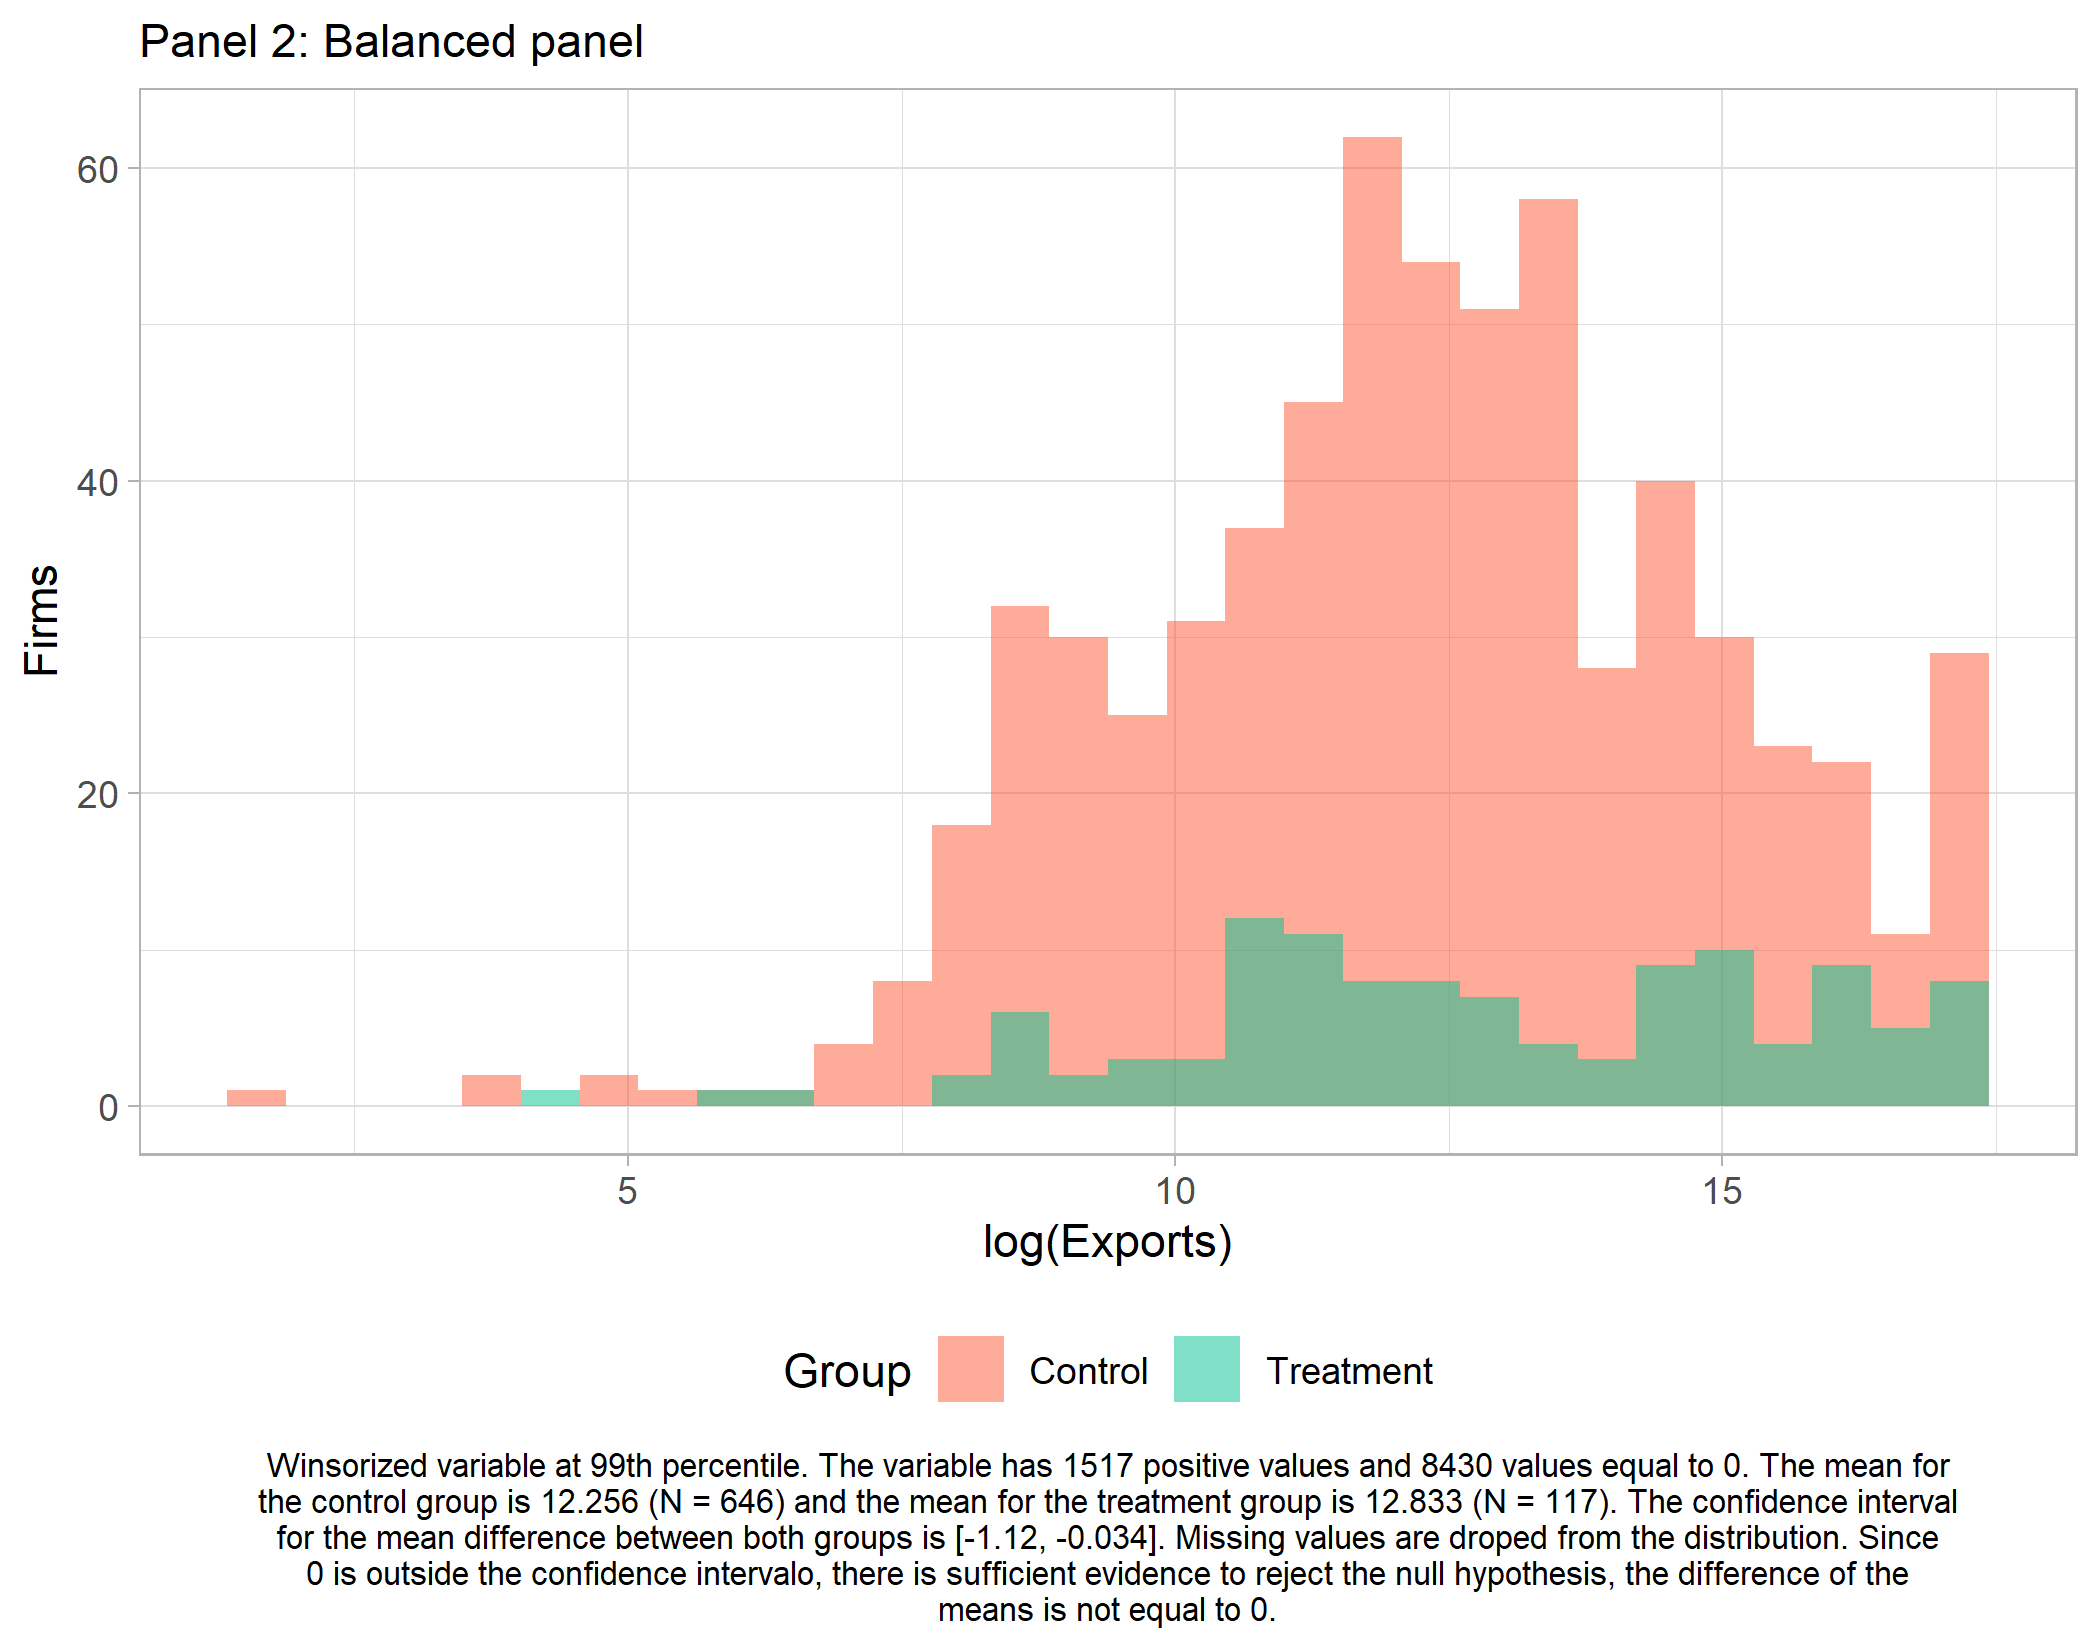 Panel 2: Balanced panel
60
40
20
0
Firms
5 10 15
log(Exports)
Group Control Treatment
Winsorized variable at 99th percentile. The variable has 1517 positive values and 8430 values equal to 0. The mean for
the control group is 12.256 (N = 646) and the mean for the treatment group is 12.833 (N = 117). The confidence interval
for the mean difference between both groups is [-1.12, -0.034]. Missing values are droped from the distribution. Since
0 is outside the confidence intervalo, there is sufficient evidence to reject the null hypothesis, the difference of the
means is not equal to 0.